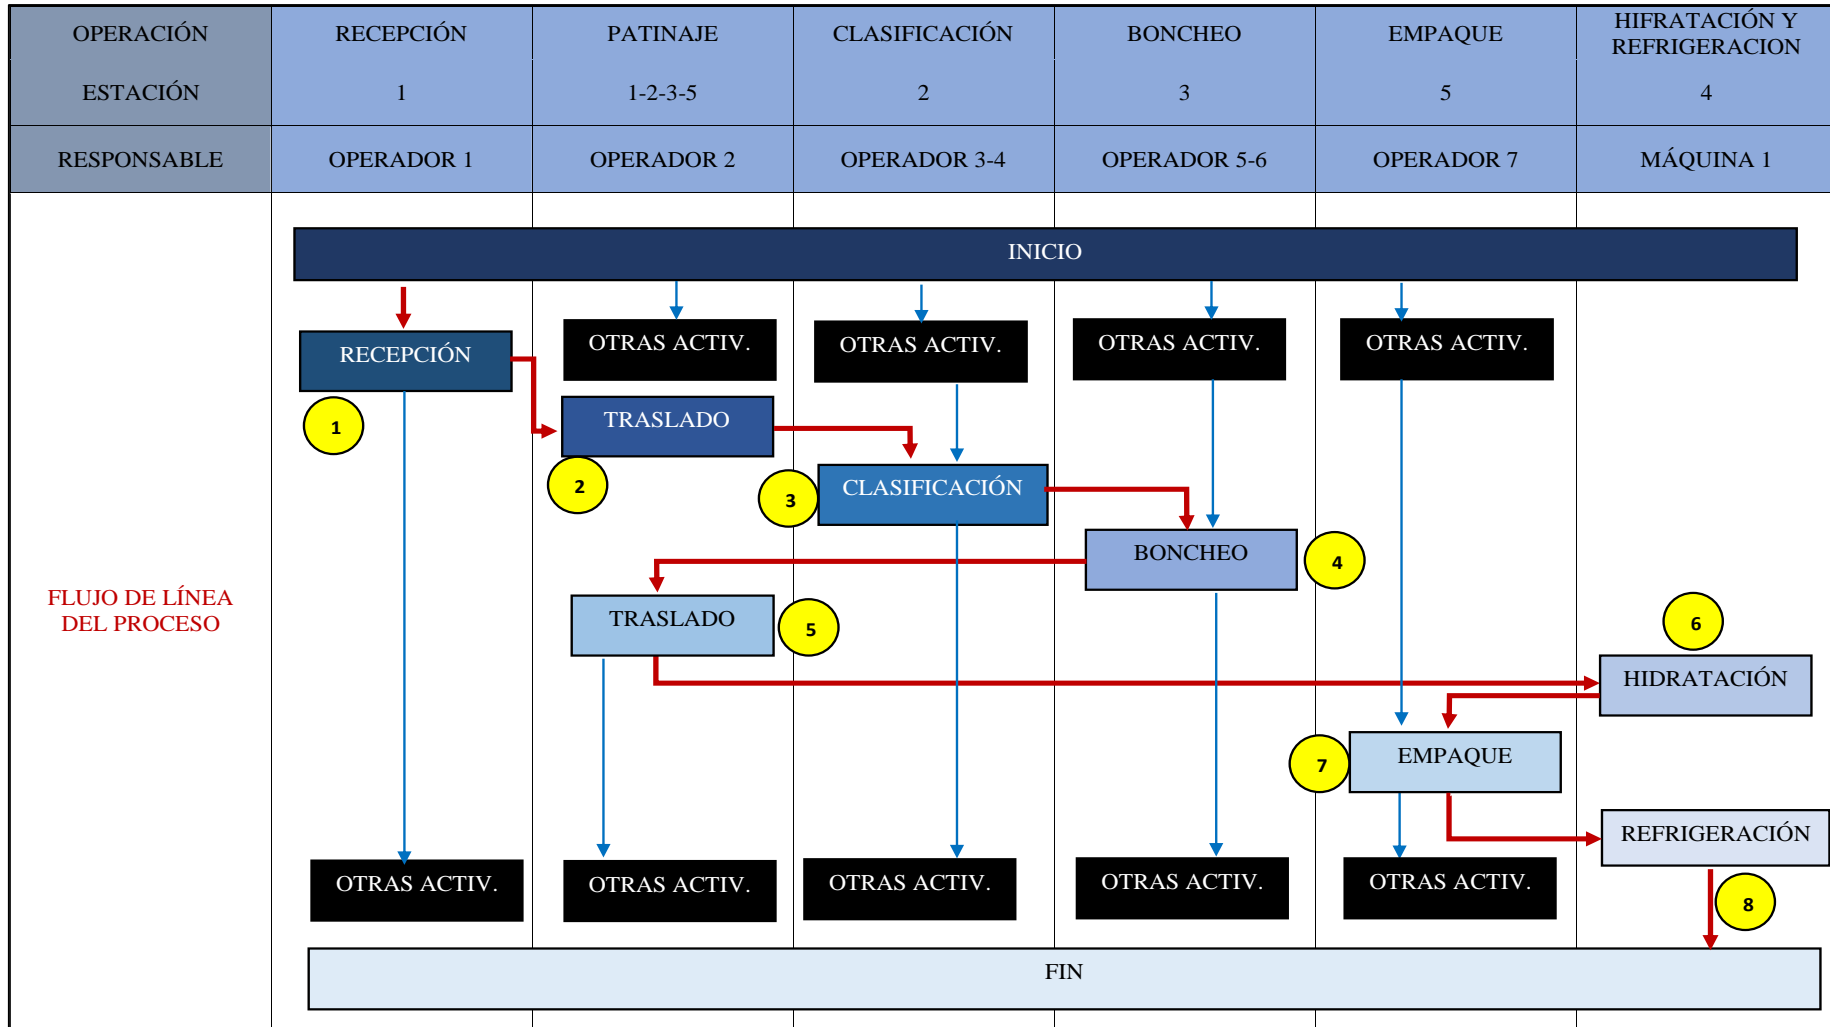 OPERACIÓN
RECEPCIÓN
PATINAJE
CLASIFICACIÓN
BONCHEO
EMPAQUE
HIFRATACIÓN Y
REFRIGERACION
ESTACIÓN
1
1-2-3-5
2
3
5
4
RESPONSABLE
OPERADOR 1
OPERADOR 2
OPERADOR 3-4
OPERADOR 5-6
OPERADOR 7
MÁQUINA 1
FLUJO DE LÍNEA
DEL PROCESO
INICIO
RECEPCIÓN
OTRAS ACTIV.
OTRAS ACTIV.
OTRAS ACTIV.
OTRAS ACTIV.
1
TRASLADO
2
3
CLASIFICACIÓN
BONCHEO
4
TRASLADO
5
6
HIDRATACIÓN
7
EMPAQUE
REFRIGERACIÓN
OTRAS ACTIV.
OTRAS ACTIV.
OTRAS ACTIV.
OTRAS ACTIV.
OTRAS ACTIV.
8
FIN